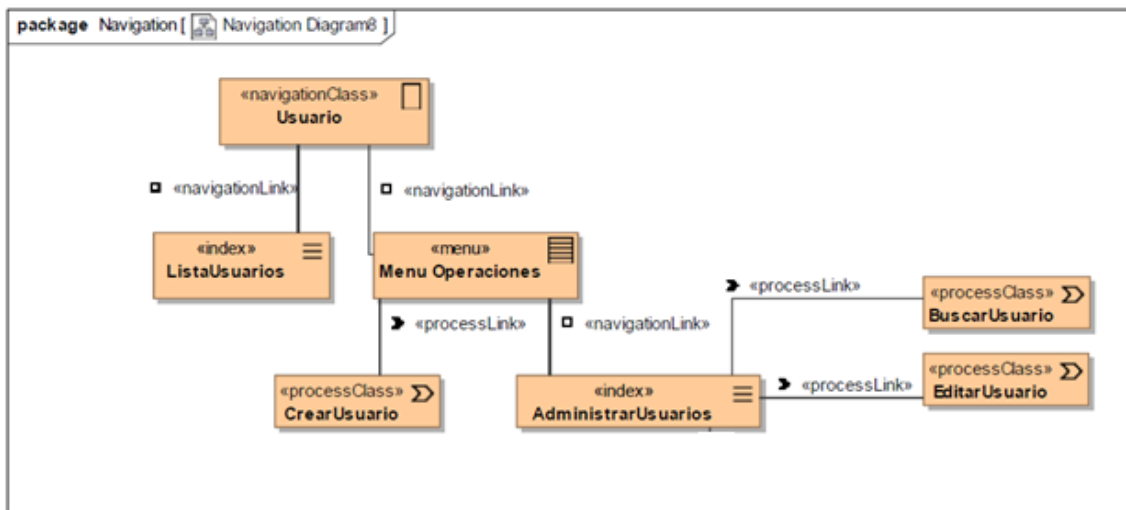 package Navigation [ Navigation Diagram8 ]
«navigationClass»
Usuario
«navigationLink»
«navigationLink»
«index»
ListaUsuarios
«menu»
Menu Operaciones
«processLink»
«processClass»
BuscarUsuario
«processLink»
«navigationLink»
«processClass»
EditarUsuario
«processLink»
«processClass»
CrearUsuario
«index»
AdministrarUsuarios